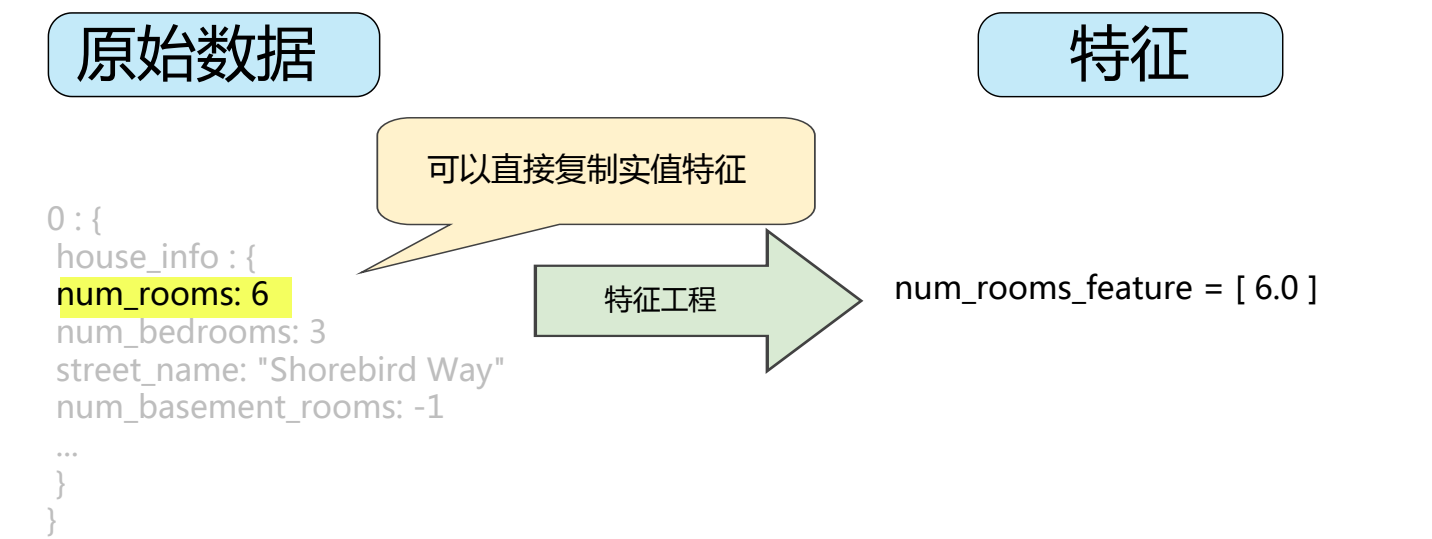 原始数据
特征
可以直接复制实值特征
0 : {
house_info : {
num_rooms: 6
num_bedrooms: 3
street_name: "Shorebird Way"
num_basement_rooms: -1
...
}
}
特征工程
num_rooms_feature = [ 6.0 ]